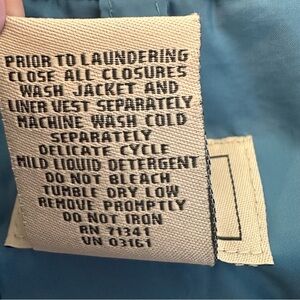 PRIOR TO LAUNDERING
CLOSE ALL CLOSURES
WASH JACKET AND
LINER VEST SEPARATELY
MACHINE WASH COLD
SEPARATELY
DELICATE CYCLE
MILD LIQUID DETERGENT
DO NOT BLEACH
TUMBLE DRY LOW
REMOVE PROMPTLY
DO NOT IRON
RN 71341
VN 03161